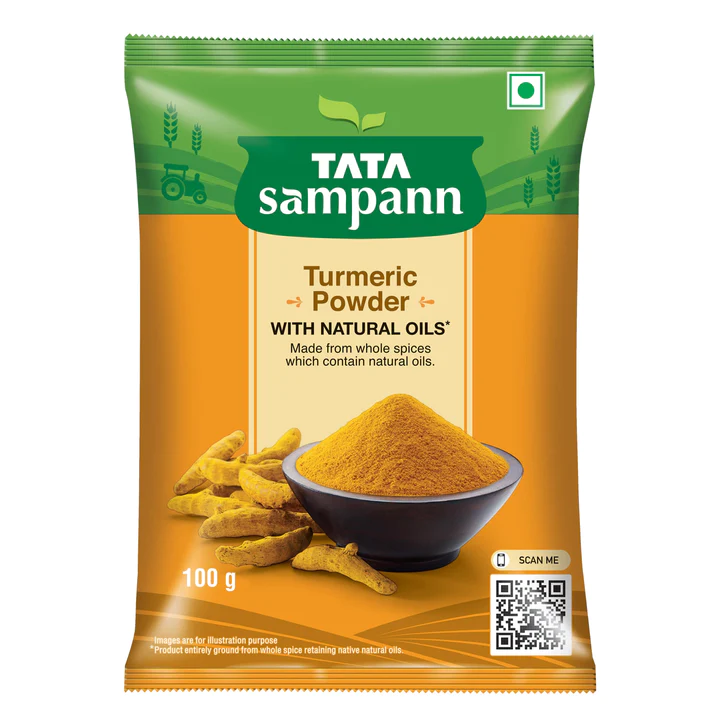 TATA
sampann
Turmeric
Powder
WITH NATURAL OILS*
Made from whole spices
which contain natural oils.
100 g
SCAN ME
Images are for illustration purpose
*Product entirely ground from whole spice retaining native natural oils.